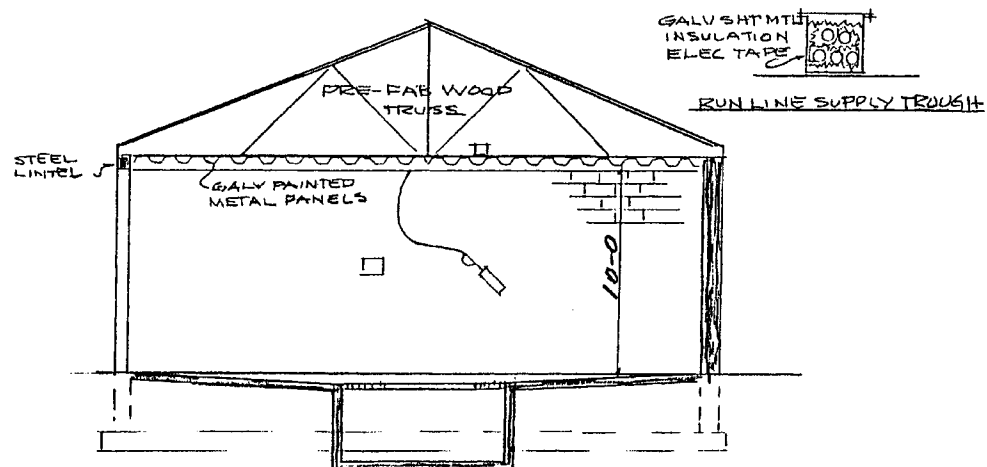 GALV SHT MTL
INSULATION
ELEC TAPE
RUN LINE SUPPLY TROUGH
PRE-FAB WOOD
TRUSS
STEEL
LINTEL
GALV PAINTED
METAL PANELS
10-0